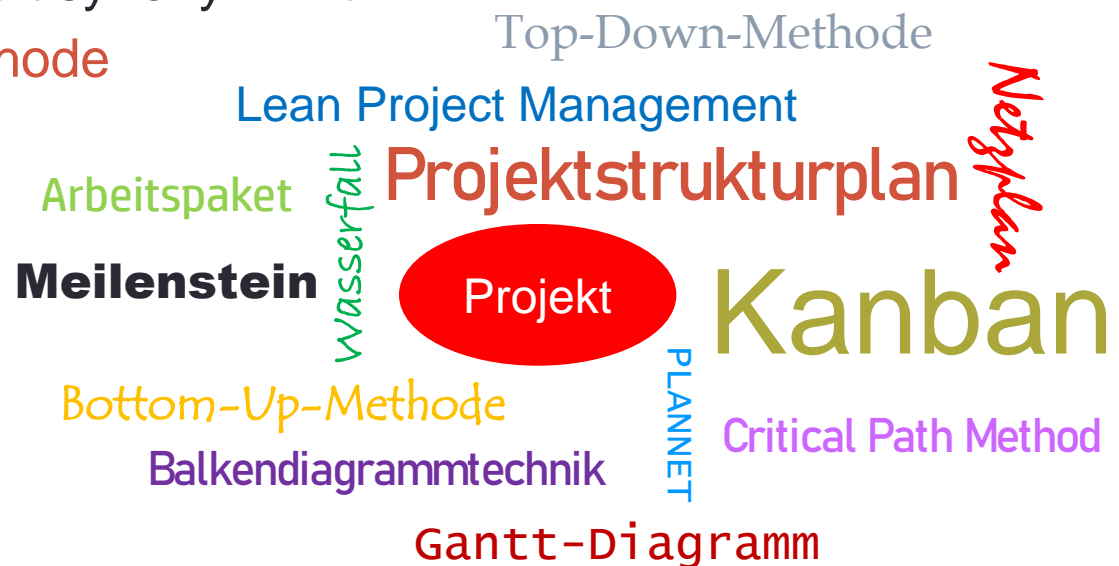 Top-Down-Methode
Lean Project Management
Netzplan
Projektstrukturplan
Arbeitspaket
Wasserfall
Meilenstein
Projekt
Kanban
PLANNET
Bottom-Up-Methode
Critical Path Method
Balkendiagrammtechnik
Gantt-Diagramm